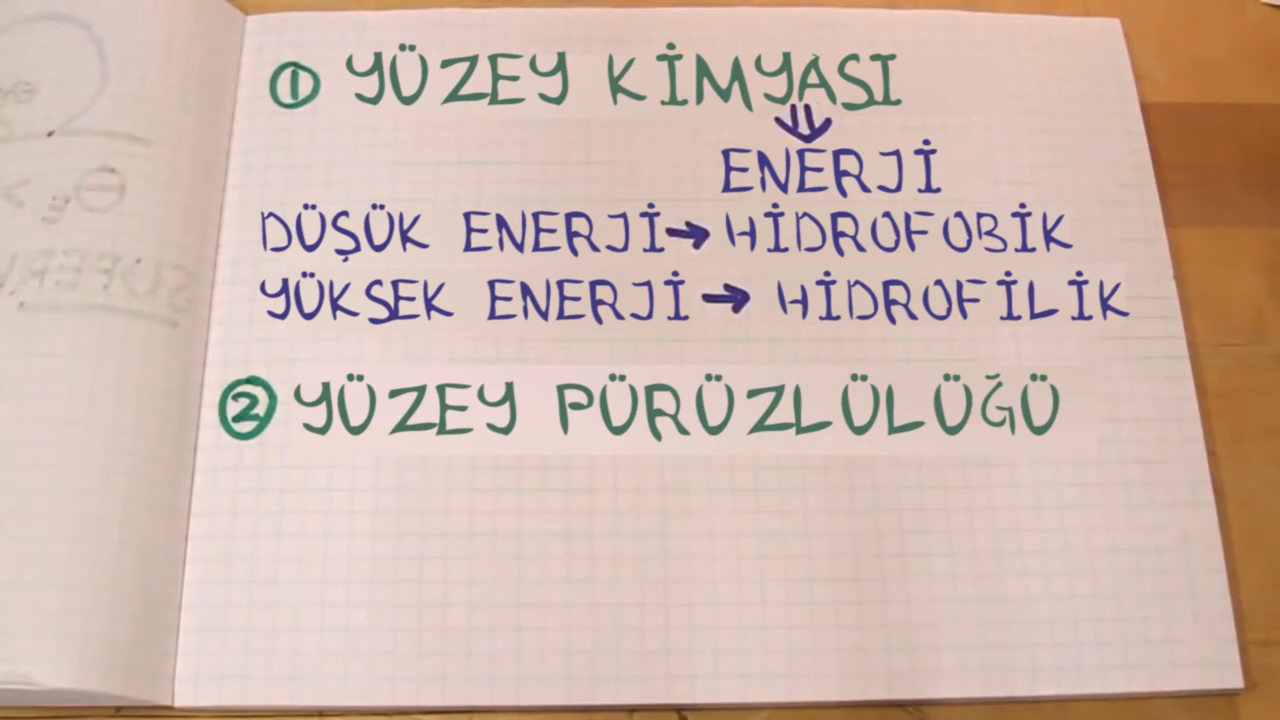 ① YÜZEY KİMYASI
⇓
ENERJİ
DÜŞÜK ENERJİ → HİDROFOBİK
YÜKSEK ENERJİ → HİDROFİLİK
② YÜZEY PÜRÜZLÜLÜĞÜ